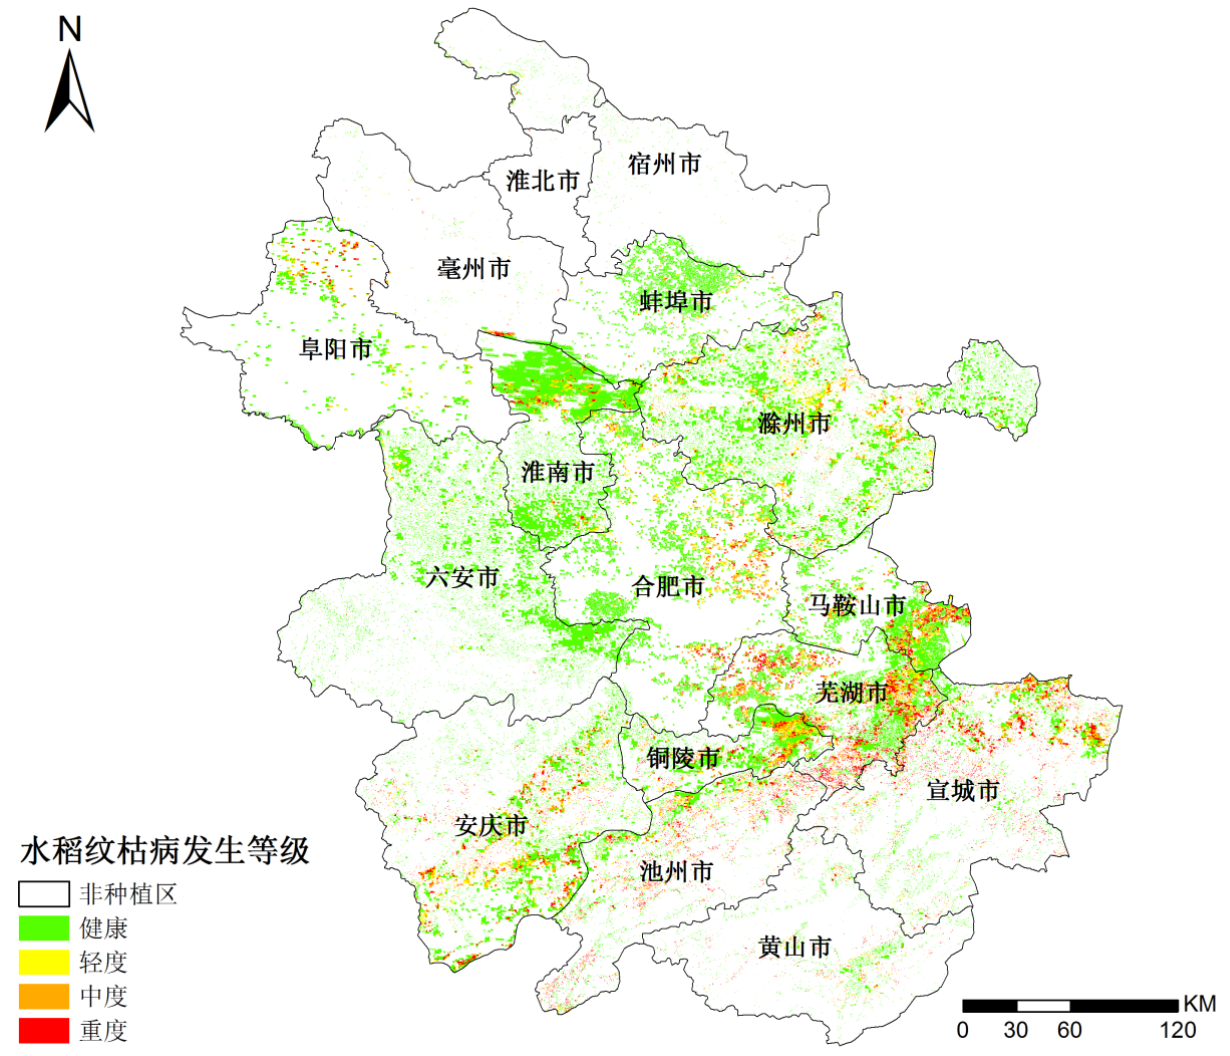 N
宿州市
淮北市
亳州市
蚌埠市
阜阳市
滁州市
淮南市
六安市
合肥市
马鞍山市
芜湖市
铜陵市
宣城市
安庆市
池州市
黄山市
水稻纹枯病发生等级
非种植区
健康
轻度
中度
重度
KM
0 30 60 120